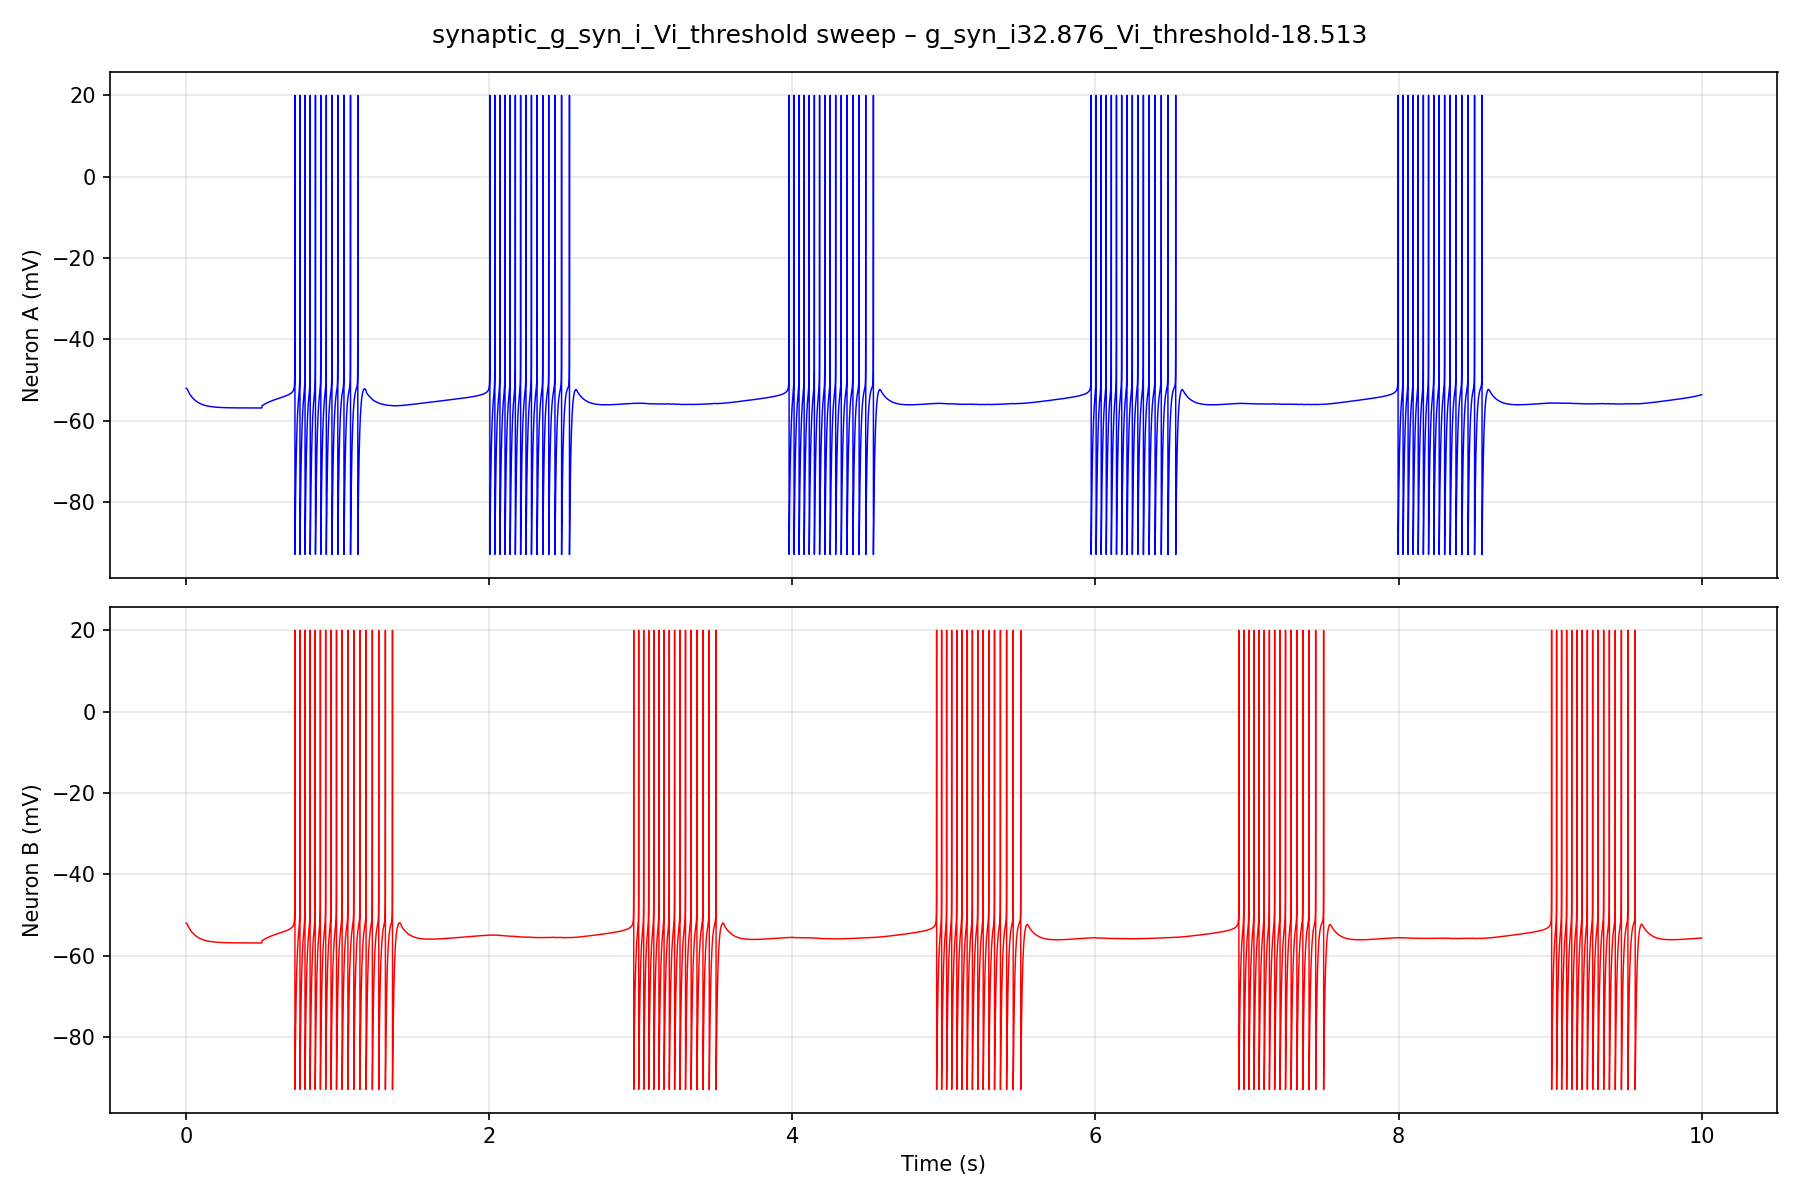 synaptic_g_syn_i_Vi_threshold sweep – g_syn_i32.876_Vi_threshold-18.513
20
0
−20
−40
−60
−80
Neuron A (mV)
20
0
−20
−40
−60
−80
Neuron B (mV)
0 2 4 6 8 10
Time (s)